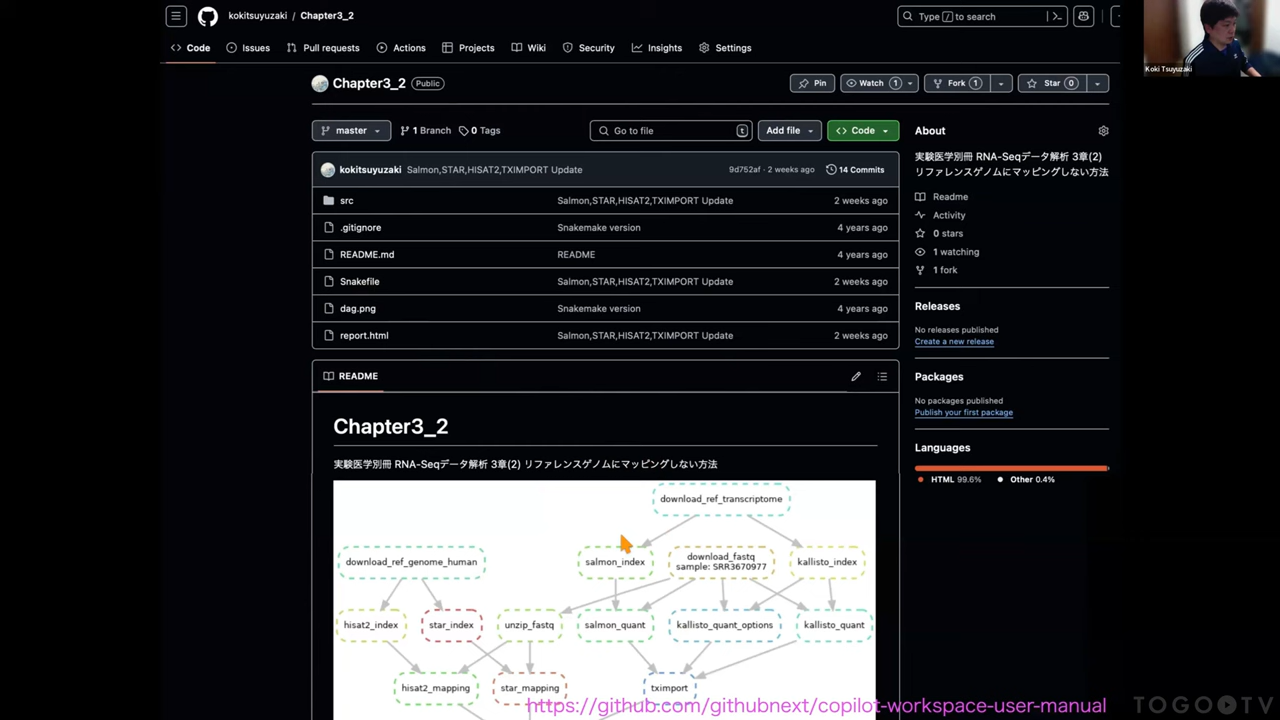 kokitsuyuzaki / Chapter3_2
Type / to search
Koki Tsuyuzaki
Code
Issues
Pull requests
Actions
Projects
Wiki
Security
Insights
Settings
Chapter3_2 Public
Pin
Watch 1
Fork 1
Star 0
master
1 Branch
0 Tags
Go to file
t
Add file
Code
kokitsuyuzaki Salmon,STAR,HISAT2,TXIMPORT Update 9d752af · 2 weeks ago 14 Commits
src Salmon,STAR,HISAT2,TXIMPORT Update 2 weeks ago
.gitignore Snakemake version 4 years ago
README.md README 4 years ago
Snakefile Salmon,STAR,HISAT2,TXIMPORT Update 2 weeks ago
dag.png Snakemake version 4 years ago
report.html Salmon,STAR,HISAT2,TXIMPORT Update 2 weeks ago
About
実験医学別冊 RNA-Seqデータ解析 3章(2)
リファレンスゲノムにマッピングしない方法
Readme
Activity
0 stars
1 watching
1 fork
Releases
No releases published
Create a new release
Packages
No packages published
Publish your first package
Languages
HTML 99.6%
Other 0.4%
README
Chapter3_2
実験医学別冊 RNA-Seqデータ解析 3章(2) リファレンスゲノムにマッピングしない方法
download_ref_transcriptome
download_ref_genome_human
salmon_index
download_fastq
sample: SRR3670977
kallisto_index
hisat2_index
star_index
unzip_fastq
salmon_quant
kallisto_quant_options
kallisto_quant
hisat2_mapping
star_mapping
tximport
https://github.com/githubnext/copilot-workspace-user-manual
TOGOTV